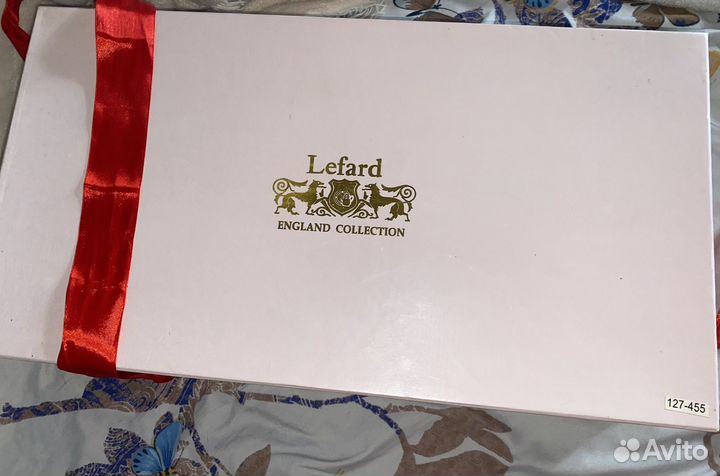 Lefard
ENGLAND COLLECTION
127-455
Avito